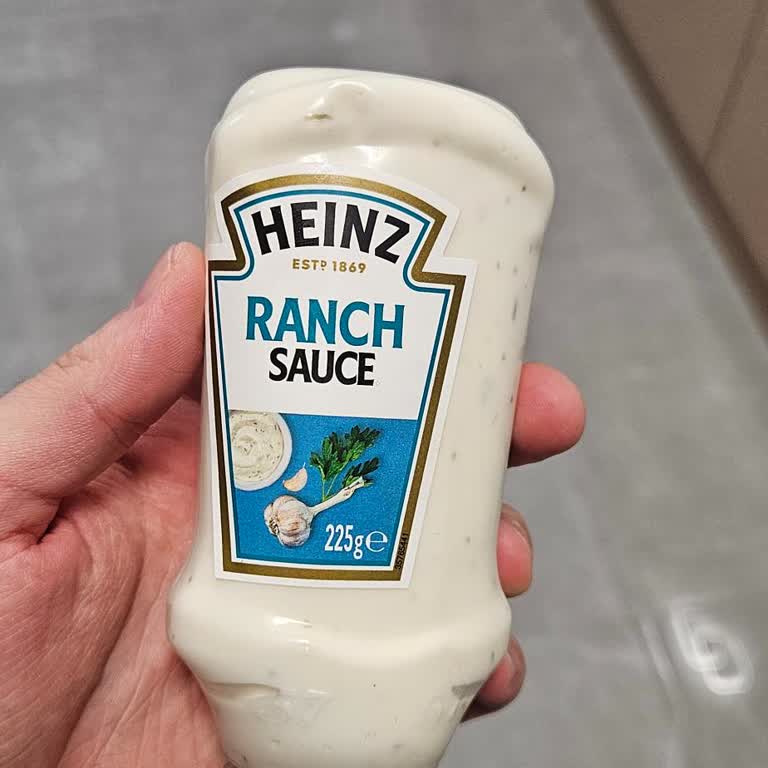 HEINZ
ESTD 1869
RANCH
SAUCE
225g℮